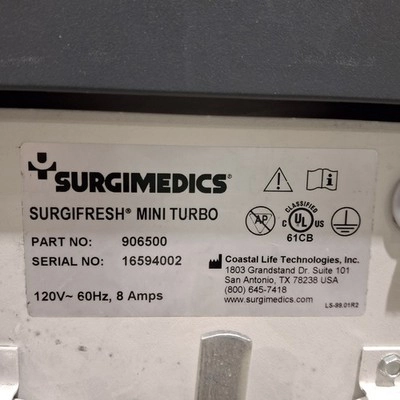 SURGIMEDICS®
SURGIFRESH® MINI TURBO
PART NO: 906500
SERIAL NO: 16594002
120V~ 60Hz, 8 Amps
AP
CLASSIFIED
C UL US
61CB
Coastal Life Technologies, Inc.
1803 Grandstand Dr. Suite 101
San Antonio, TX 78238 USA
(800) 645-7418
www.surgimedics.com
LS-99.01R2